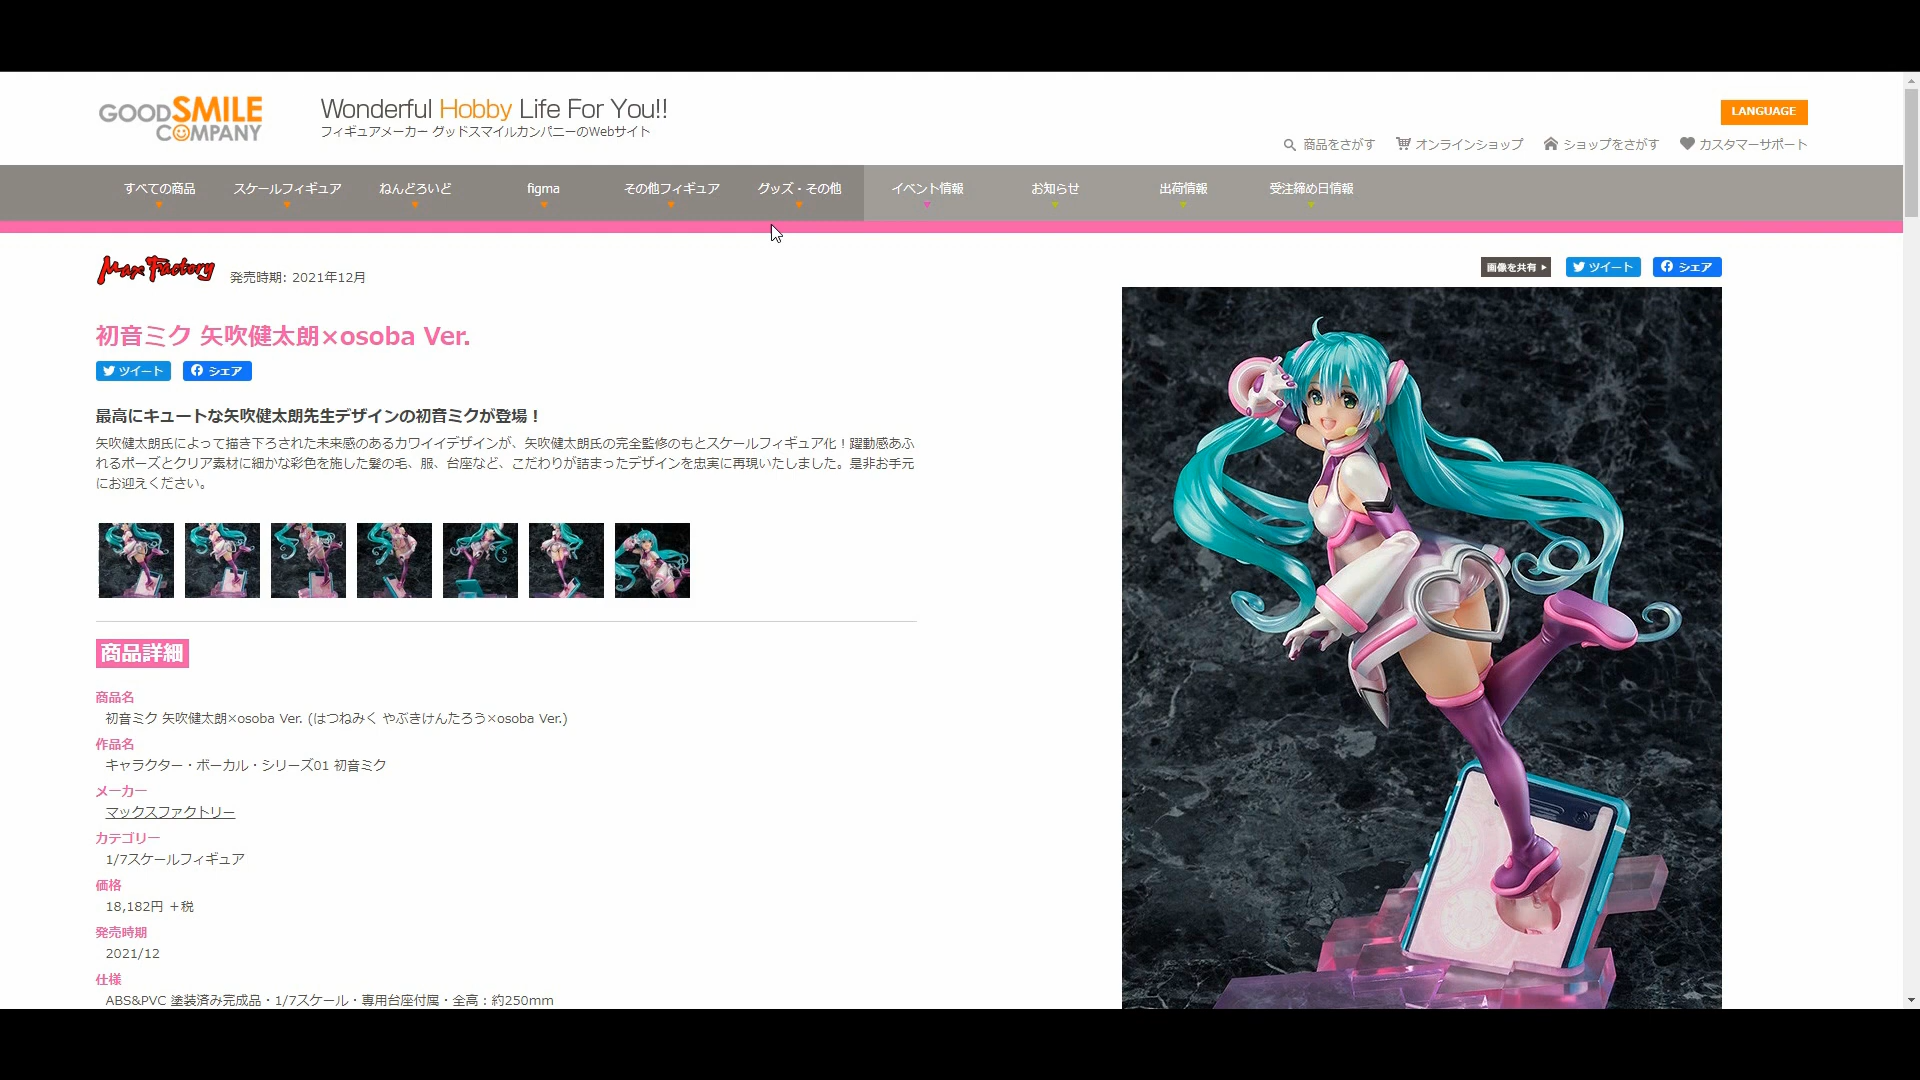 GOOD SMILE COMPANY
Wonderful Hobby Life For You!!
フィギュアメーカー グッドスマイルカンパニーのWebサイト
LANGUAGE
商品をさがす オンラインショップ ショップをさがす カスタマーサポート
すべての商品 スケールフィギュア ねんどろいど figma その他フィギュア グッズ・その他 イベント情報 お知らせ 出荷情報 受注締め日情報
Max Factory 発売時期: 2021年12月
画像を共有 ツイート シェア
初音ミク 矢吹健太朗×osoba Ver.
ツイート シェア
最高にキュートな矢吹健太朗先生デザインの初音ミクが登場！
矢吹健太朗氏によって描き下ろされた未来感のあるカワイイデザインが、矢吹健太朗氏の完全監修のもとスケールフィギュア化！躍動感あふ
れるポーズとクリア素材に細かな彩色を施した髪の毛、服、台座など、こだわりが詰まったデザインを忠実に再現いたしました。是非お手元
にお迎えください。
商品詳細
商品名
初音ミク 矢吹健太朗×osoba Ver. (はつねみく やぶきけんたろう×osoba Ver.)
作品名
キャラクター・ボーカル・シリーズ01 初音ミク
メーカー
マックスファクトリー
カテゴリー
1/7スケールフィギュア
価格
18,182円 ＋税
発売時期
2021/12
仕様
ABS&PVC 塗装済み完成品・1/7スケール・専用台座付属・全高：約250mm